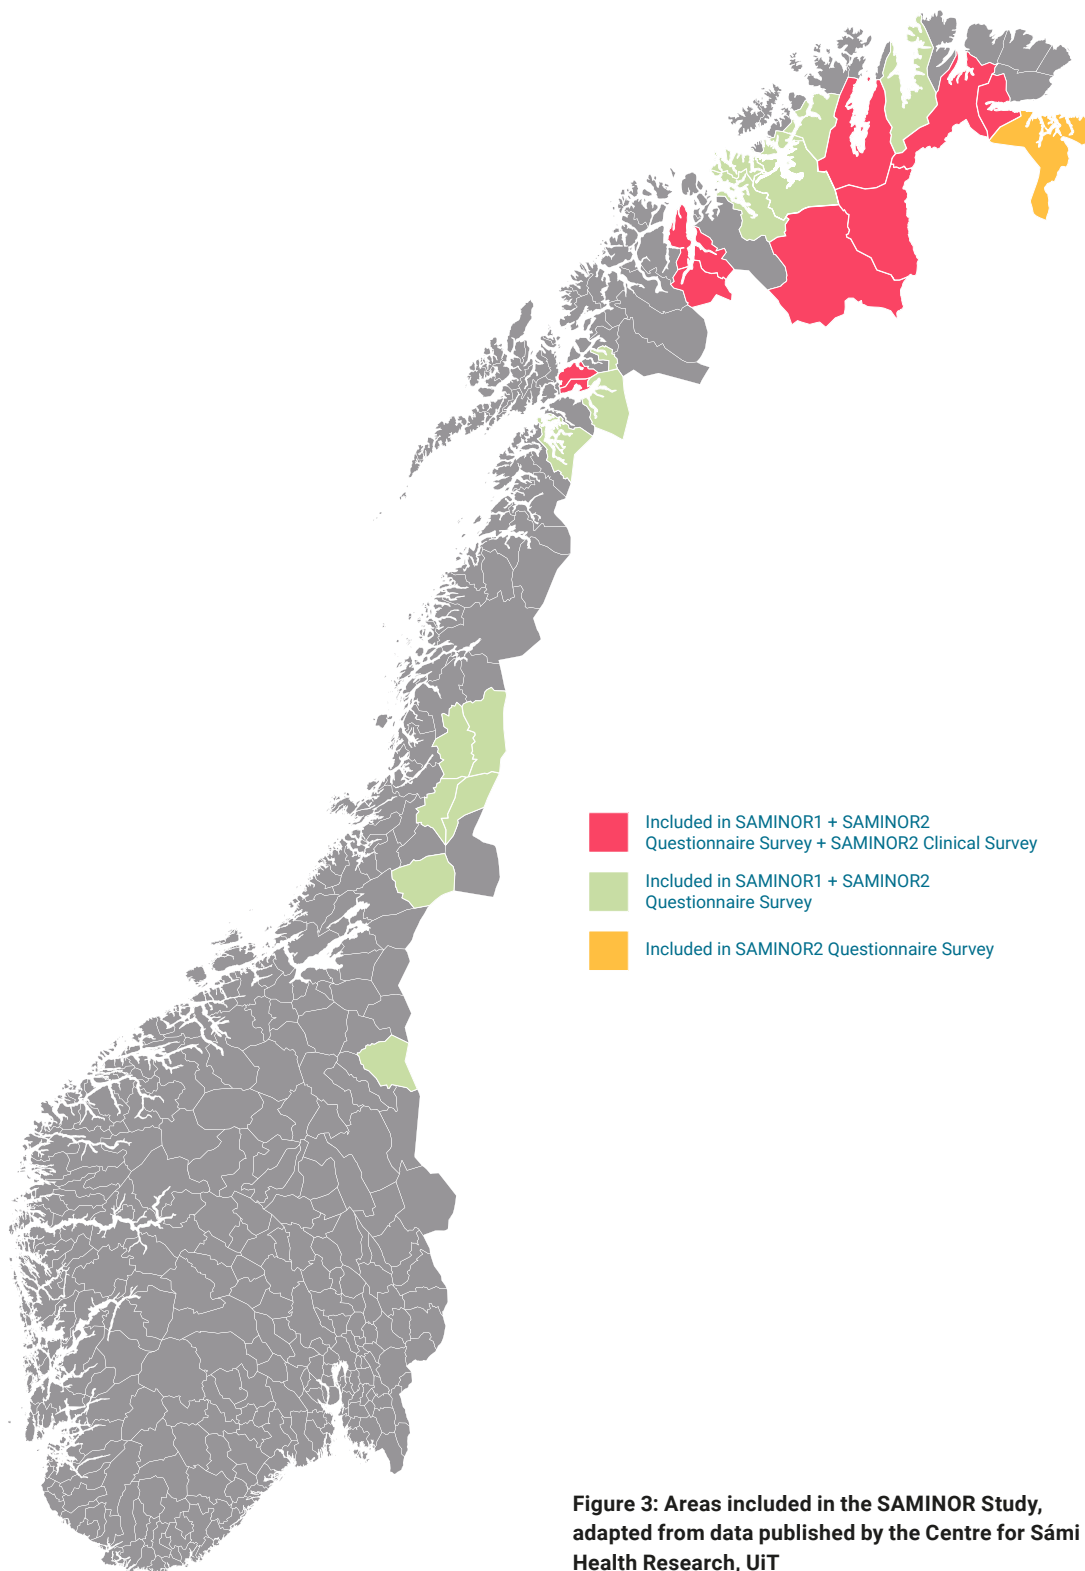 Included in SAMINOR1 + SAMINOR2
Questionnaire Survey + SAMINOR2 Clinical Survey
Included in SAMINOR1 + SAMINOR2
Questionnaire Survey
Included in SAMINOR2 Questionnaire Survey
Figure 3: Areas included in the SAMINOR Study,
adapted from data published by the Centre for Sámi
Health Research, UiT